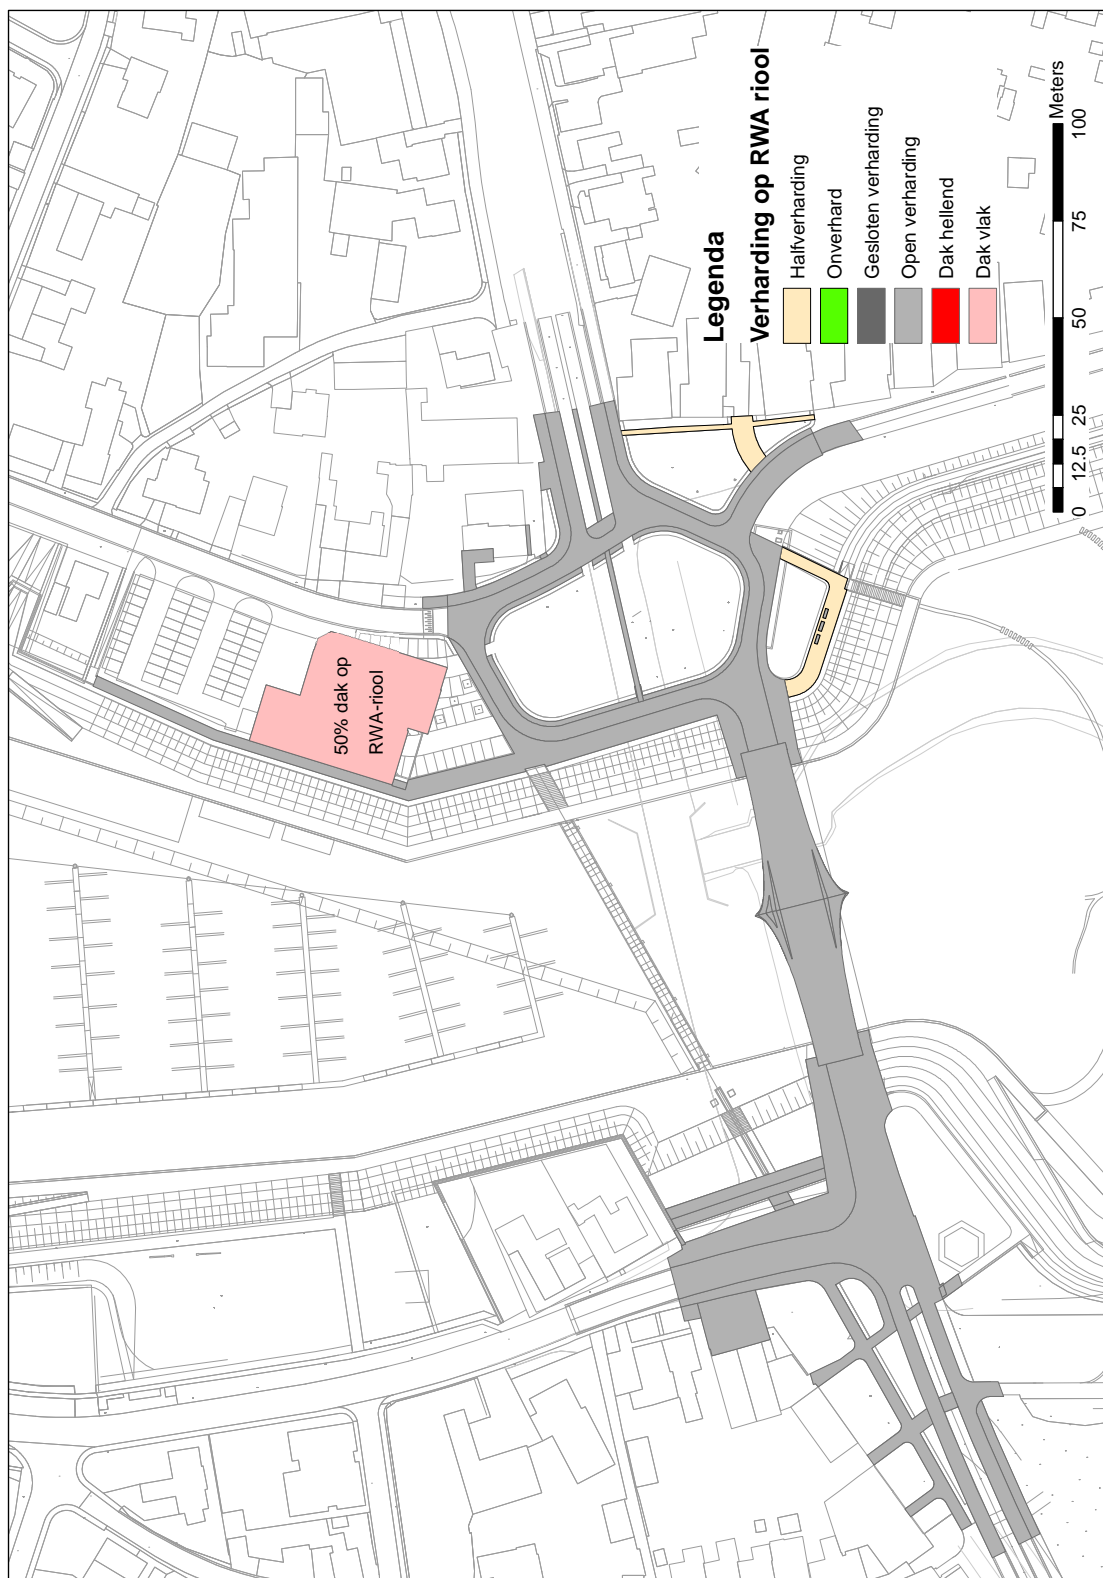 50% dak op
RWA-riool
Legenda
Verharding op RWA riool
Halfverharding
Onverhard
Gesloten verharding
Open verharding
Dak hellend
Dak vlak
0 12.5 25 50 75 100
Meters